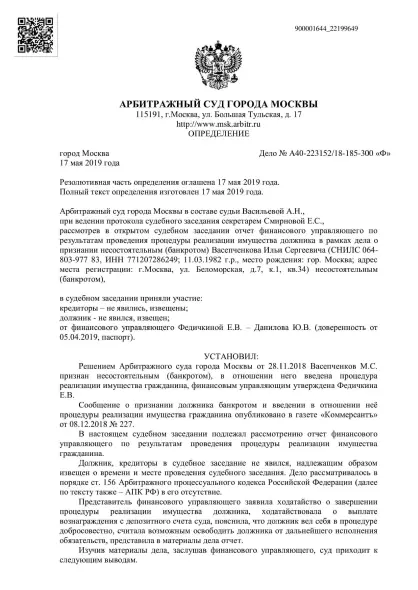 900001644_22199649
АРБИТРАЖНЫЙ СУД ГОРОДА МОСКВЫ
115191, г.Москва, ул. Большая Тульская, д. 17
http://www.msk.arbitr.ru
ОПРЕДЕЛЕНИЕ
город Москва Дело № А40-223152/18-185-300 «Ф»
17 мая 2019 года
Резолютивная часть определения оглашена 17 мая 2019 года.
Полный текст определения изготовлен 17 мая 2019 года.
Арбитражный суд города Москвы в составе судьи Васильевой А.Н.,
при ведении протокола судебного заседания секретарем Смирновой Е.С.,
рассмотрев в открытом судебном заседании отчет финансового управляющего по
результатам проведения процедуры реализации имущества должника в рамках дела о
признании несостоятельным (банкротом) Васепченкова Ильи Сергеевича (СНИЛС 064-
803-977 83, ИНН 771207286249; 11.03.1982 г.р., место рождения: гор. Москва; адрес
места регистрации: г.Москва, ул. Беломорская, д.7, к.1, кв.34) несостоятельным
(банкротом),
в судебном заседании приняли участие:
кредиторы – не явились, извещены;
должник - не явился, извещен;
от финансового управляющего Федичкиной Е.В. – Данилова Ю.В. (доверенность от
05.04.2019, паспорт).
УСТАНОВИЛ:
Решением Арбитражного суда города Москвы от 28.11.2018 Васепченков М.С.
признан несостоятельным (банкротом), в отношении него введена процедура
реализации имущества гражданина, финансовым управляющим утверждена Федичкина
Е.В.
Сообщение о признании должника банкротом и введении в отношении неё
процедуры реализации имущества гражданина опубликовано в газете «Коммерсантъ»
от 08.12.2018 № 227.
В настоящем судебном заседании подлежал рассмотрению отчет финансового
управляющего по результатам проведения процедуры реализации имущества
гражданина.
Должник, кредиторы в судебное заседание не явился, надлежащим образом
извещен о времени и месте проведения судебного заседания. Дело рассматривалось в
порядке ст. 156 Арбитражного процессуального кодекса Российской Федерации (далее
по тексту также – АПК РФ) в его отсутствие.
Представитель финансового управляющего заявила ходатайство о завершении
процедуры реализации имущества должника, ходатайствовала о выплате
вознаграждения с депозитного счета суда, пояснила, что должник вел себя в процедуре
добросовестно, считала возможным освободить должника от дальнейшего исполнения
обязательств, представила в материалы дела отчет.
Изучив материалы дела, заслушав финансового управляющего, суд приходит к
следующим выводам.